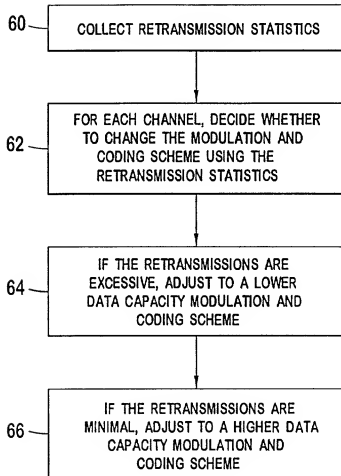 60
COLLECT RETRANSMISSION STATISTICS
62
FOR EACH CHANNEL, DECIDE WHETHER
TO CHANGE THE MODULATION AND
CODING SCHEME USING THE
RETRANSMISSION STATISTICS
64
IF THE RETRANSMISSIONS ARE
EXCESSIVE, ADJUST TO A LOWER
DATA CAPACITY MODULATION AND
CODING SCHEME
66
IF THE RETRANSMISSIONS ARE
MINIMAL, ADJUST TO A HIGHER DATA
CAPACITY MODULATION AND
CODING SCHEME